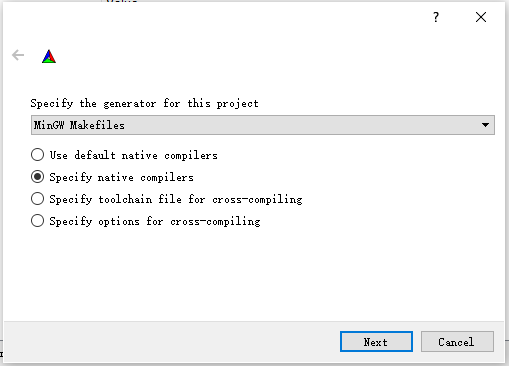 Specify the generator for this project
MinGW Makefiles
Use default native compilers
Specify native compilers
Specify toolchain file for cross-compiling
Specify options for cross-compiling
Next
Cancel